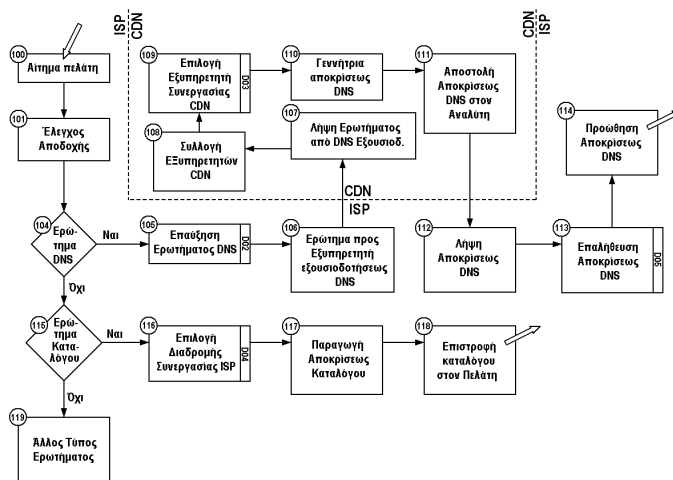 ISP
CDN
CDN
ISP
100
Αίτημα πελάτη
101
Έλεγχος
Αποδοχής
109
Επιλογή
Εξυπηρετητή
Συνεργασίας
CDN
D03
110
Γεννήτρια
αποκρίσεως
DNS
111
Αποστολή
Αποκρίσεως
DNS στον
Αναλύτη
108
Συλλογή
ΕΞυπηρετητών
CDN
107
Λήψη Ερωτήματος
από DNS Εξουσιοδ.
CDN
ISP
114
Προώθηση
Αποκρίσεως
DNS
104
Ερώ-
τημα
DNS
Ναι
Όχι
105
Επαύξηση
Ερωτήματος DNS
D02
106
Ερώτημα προς
Εξυπηρετητή
εξουσιοδοτήσεως
DNS
112
Λήψη
Αποκρίσεως
DNS
113
Επαλήθευση
Αποκρίσεως
DNS
D05
115
Ερώ-
τημα
Κατα-
λόγου
Ναι
Όχι
116
Επιλογή
Διαδρομής
Συνεργασίας ISP
D04
117
Παραγωγή
Αποκρίσεως
Καταλόγου
118
Επιστροφή
καταλόγου
στον Πελάτη
119
Άλλος Τύπος
Ερωτήματος